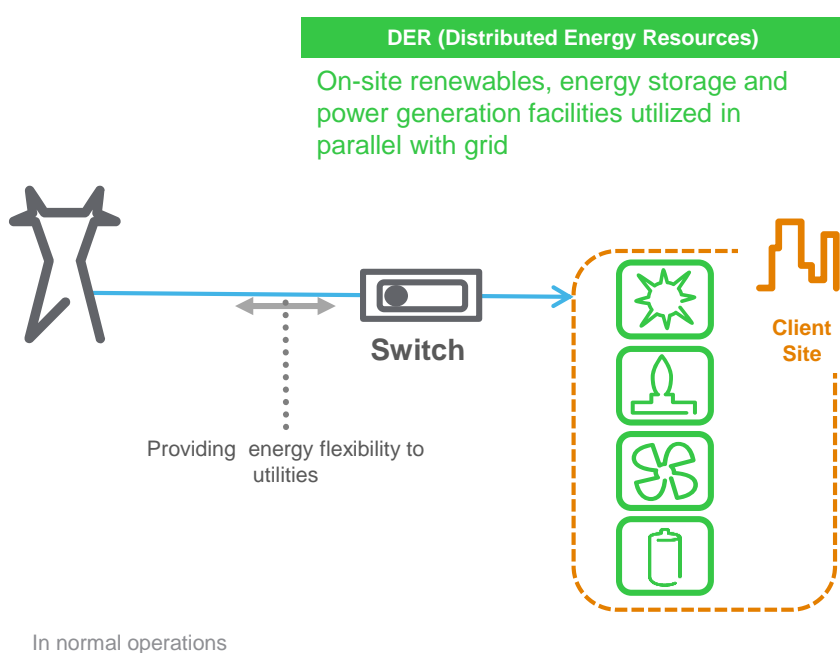 DER (Distributed Energy Resources)
On-site renewables, energy storage and
power generation facilities utilized in
parallel with grid
Switch
Client
Site
Providing energy flexibility to
utilities
In normal operations